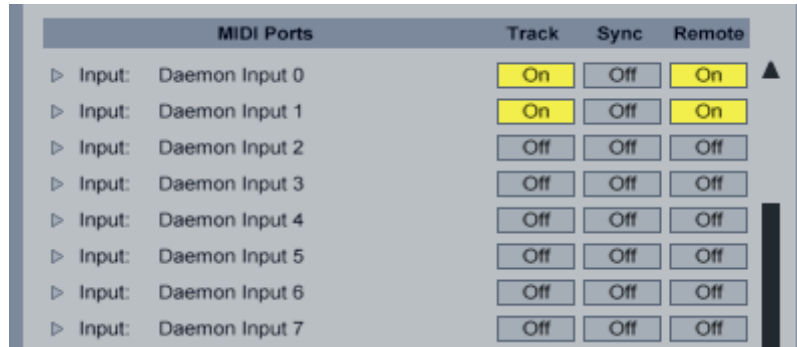 MIDI Ports Track Sync Remote
Input: Daemon Input 0 On Off On
Input: Daemon Input 1 On Off On
Input: Daemon Input 2 Off Off Off
Input: Daemon Input 3 Off Off Off
Input: Daemon Input 4 Off Off Off
Input: Daemon Input 5 Off Off Off
Input: Daemon Input 6 Off Off Off
Input: Daemon Input 7 Off Off Off